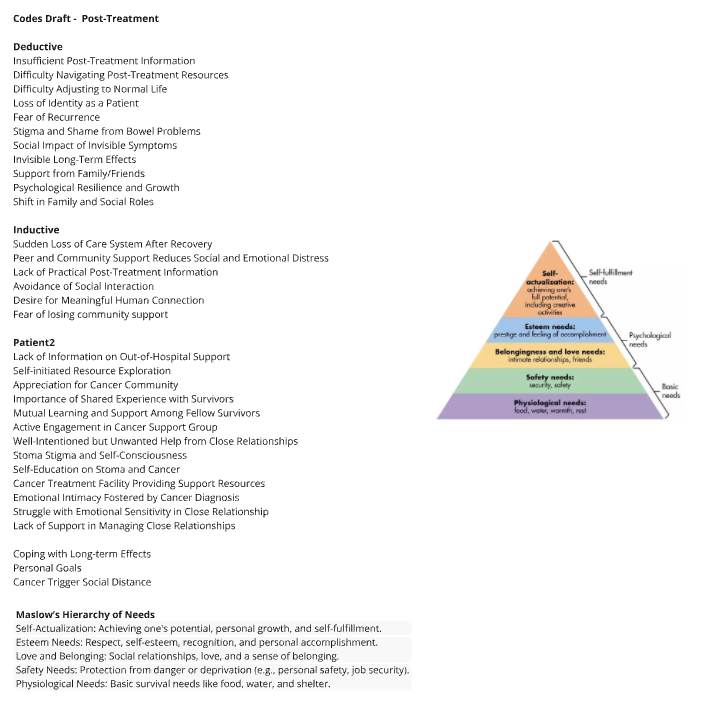 Codes Draft - Post-Treatment
Deductive
Insufficient Post-Treatment Information
Difficulty Navigating Post-Treatment Resources
Difficulty Adjusting to Normal Life
Loss of Identity as a Patient
Fear of Recurrence
Stigma and Shame from Bowel Problems
Social Impact of Invisible Symptoms
Invisible Long-Term Effects
Support from Family/Friends
Psychological Resilience and Growth
Shift in Family and Social Roles
Inductive
Sudden Loss of Care System After Recovery
Peer and Community Support Reduces Social and Emotional Distress
Lack of Practical Post-Treatment Information
Avoidance of Social Interaction
Desire for Meaningful Human Connection
Fear of losing community support
Patient2
Lack of Information on Out-of-Hospital Support
Self-initiated Resource Exploration
Appreciation for Cancer Community
Importance of Shared Experience with Survivors
Mutual Learning and Support Among Fellow Survivors
Active Engagement in Cancer Support Group
Well-Intentioned but Unwanted Help from Close Relationships
Stoma Stigma and Self-Consciousness
Self-Education on Stoma and Cancer
Cancer Treatment Facility Providing Support Resources
Emotional Intimacy Fostered by Cancer Diagnosis
Struggle with Emotional Sensitivity in Close Relationship
Lack of Support in Managing Close Relationships
Coping with Long-term Effects
Personal Goals
Cancer Trigger Social Distance
Maslow's Hierarchy of Needs
Self-Actualization: Achieving one's potential, personal growth, and self-fulfillment.
Esteem Needs: Respect, self-esteem, recognition, and personal accomplishment.
Love and Belonging: Social relationships, love, and a sense of belonging.
Safety Needs: Protection from danger or deprivation (e.g., personal safety, job security).
Physiological Needs: Basic survival needs like food, water, and shelter.
Self-
actualization:
achieving one's
full potential,
including creative
activities
Self-fulfillment
needs
Esteem needs:
prestige and feeling of accomplishment
Psychological
needs
Belongingness and love needs:
intimate relationships, friends
Safety needs:
security, safety
Basic
needs
Physiological needs:
food, water, warmth, rest